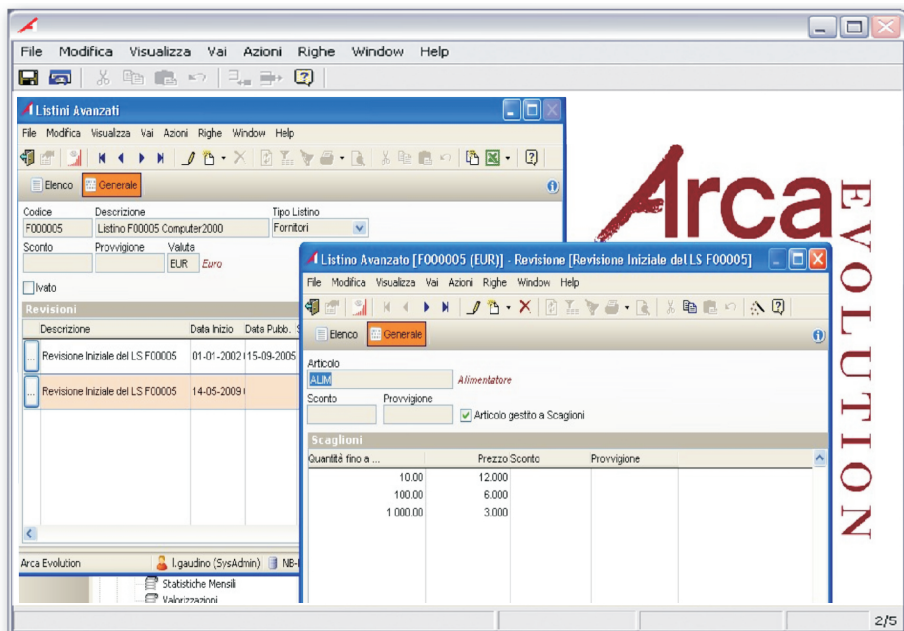 Arca
File Modifica Visualizza Vai Azioni Righe Window Help
Listini Avanzati
File Modifica Visualizza Vai Azioni Righe Window Help
Elenco Generale
Codice Descrizione Tipo Listino
F000005 Listino F00005 Computer2000 Fornitori
Sconto Provvigione Valuta
EUR Euro
Ivato
Revisioni
Descrizione Data Inizio Data Pubb.
... Revisione Iniziale del LS F00005 01-01-2002 15-09-2005
... Revisione Iniziale del LS F00005 14-05-2009
Arca Evolution l.gaudino (SysAdmin)
Statistiche Mensili
Valorizzazioni
Arca
EVOLUTION
Listino Avanzato [F000005 (EUR)] - Revisione [Revisione Iniziale del LS F00005]
File Modifica Visualizza Vai Azioni Righe Window Help
Elenco Generale
Articolo
ALIM Alimentatore
Sconto Provvigione
Articolo gestito a Scaglioni
Scaglioni
Quantità fino a ... Prezzo Sconto Provvigione
10.00 12.000
100.00 6.000
1 000.00 3.000
2/5